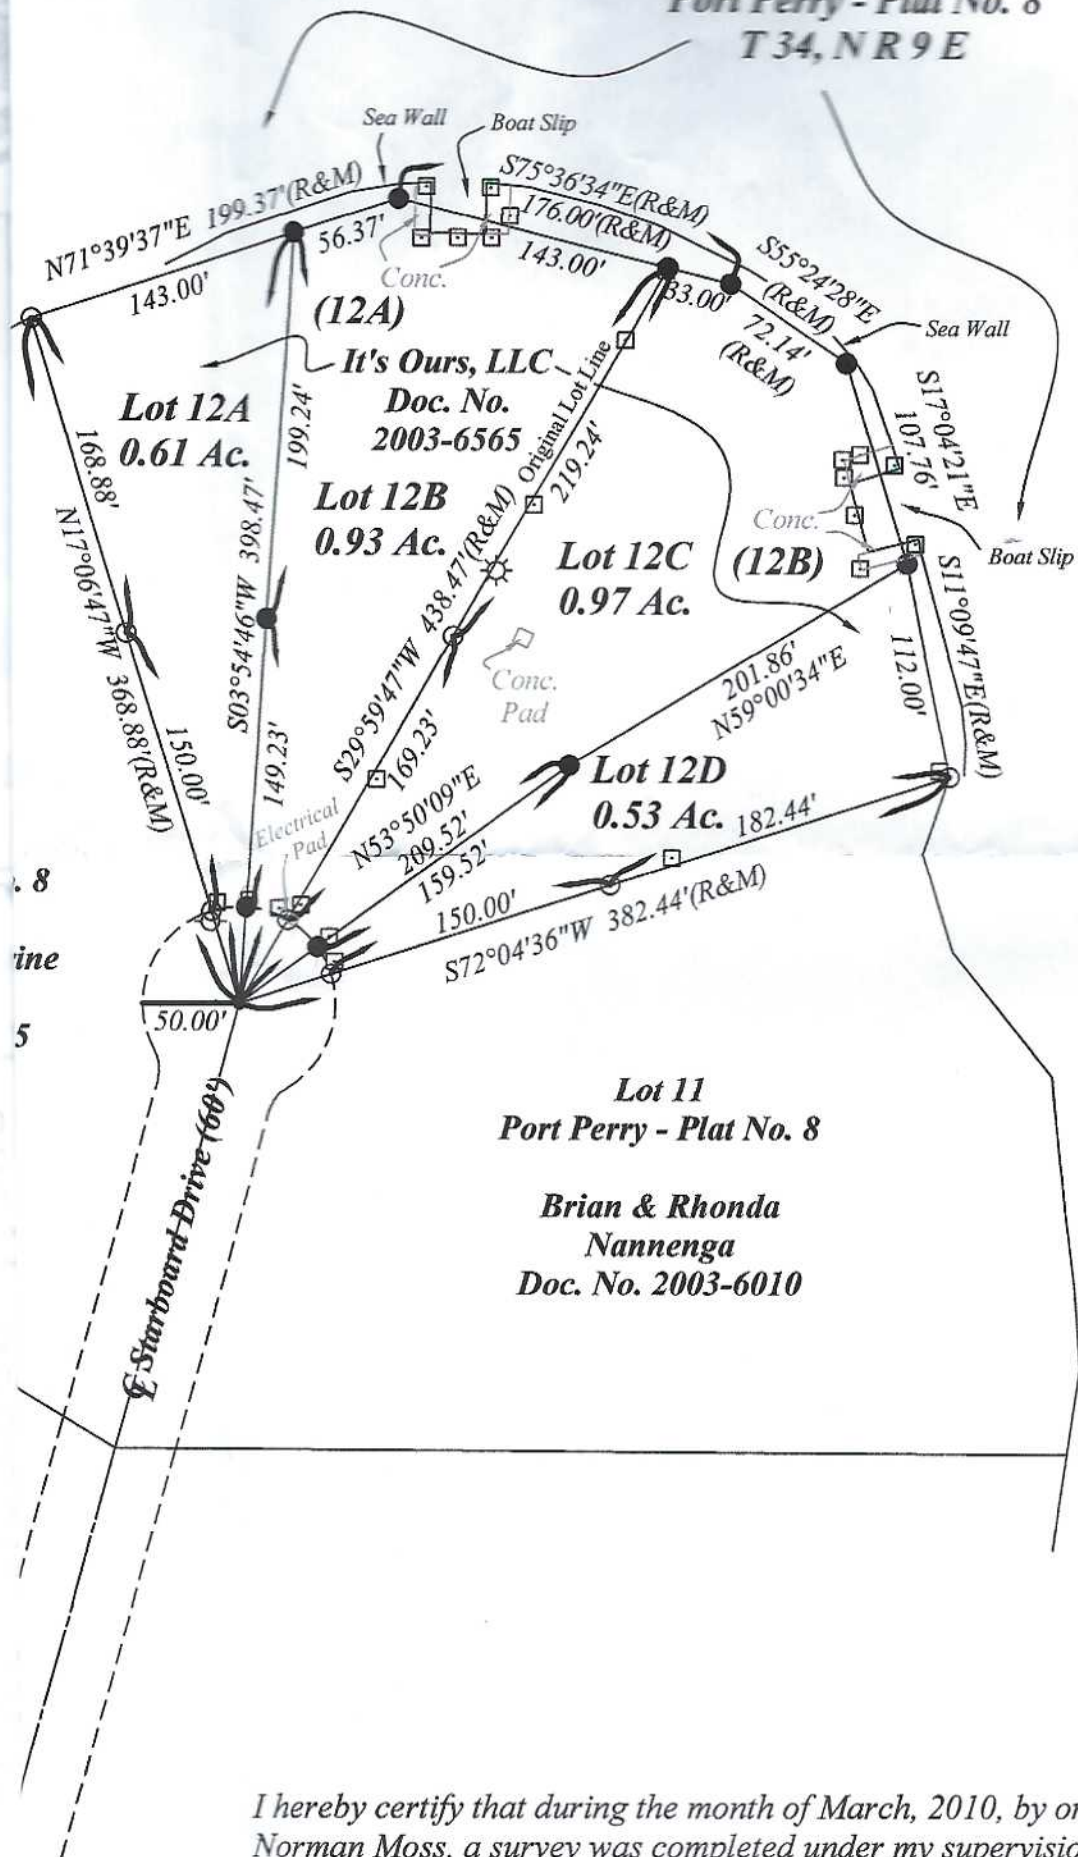 Port Perry - Plat No. 8
T 34, N R 9 E
Sea Wall
Boat Slip
N71°39'37"E 199.37'(R&M)
143.00'
56.37'
S75°36'34"E(R&M)
176.00'(R&M)
143.00'
33.00'
S55°24'28"E
(R&M)
72.14'
(R&M)
Sea Wall
Conc.
(12A)
It's Ours, LLC
Doc. No.
2003-6565
Lot 12A
0.61 Ac.
199.24'
168.88'
N17°06'47"W 368.88'(R&M)
150.00'
S03°54'46"W 398.47'
149.23'
Lot 12B
0.93 Ac.
Original Lot Line
219.24'
S29°59'47"W 438.47'(R&M)
169.23'
Lot 12C
0.97 Ac.
(12B)
Conc.
S17°04'21"E
107.76'
Boat Slip
S11°09'47"E(R&M)
112.00'
Conc.
Pad
201.86'
N59°00'34"E
Lot 12D
0.53 Ac.
182.44'
Electrical
Pad
N53°50'09"E
209.52'
159.52'
150.00'
S72°04'36"W 382.44'(R&M)
. 8
ine
5
50.00'
℄ Starboard Drive (60')
Lot 11
Port Perry - Plat No. 8
Brian & Rhonda
Nannenga
Doc. No. 2003-6010
I hereby certify that during the month of March, 2010, by or
Norman Moss, a survey was completed under my supervisio